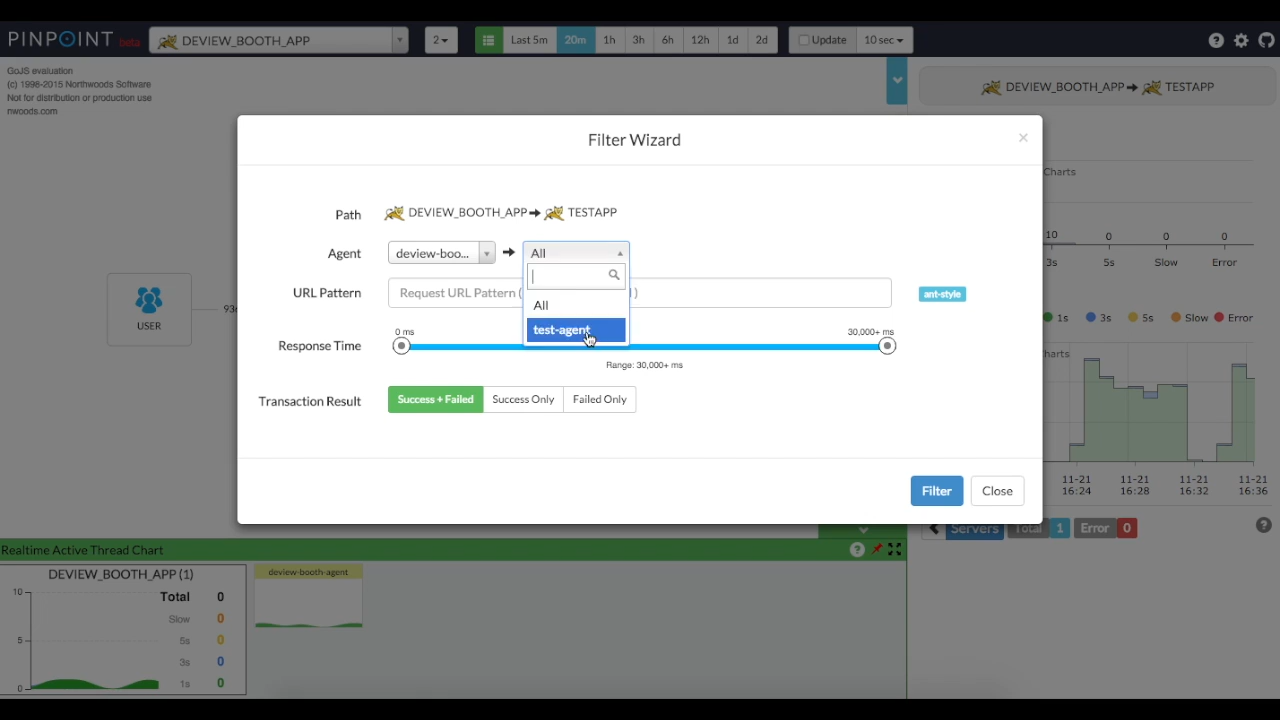 PINPOINT beta DEVIEW_BOOTH_APP 2 Last 5m 20m 1h 3h 6h 12h 1d 2d Update 10 sec
GoJS evaluation
(c) 1998-2015 Northwoods Software
Not for distribution or production use
nwoods.com
DEVIEW_BOOTH_APP TESTAPP
Filter Wizard ×
Charts
Path DEVIEW_BOOTH_APP TESTAPP
10 0 0 0
3s 5s Slow Error
Agent deview-boo... All
URL Pattern Request URL Pattern ( ) ant-style
All
test-agent
USER
1s 3s 5s Slow Error
Response Time 0 ms 30,000+ ms
Range: 30,000+ ms
harts
Transaction Result Success + Failed Success Only Failed Only
11-21 11-21 11-21 11-21
16:24 16:28 16:32 16:36
Filter Close
Servers Total 1 Error 0
Realtime Active Thread Chart
DEVIEW_BOOTH_APP (1) deview-booth-agent
10 Total 0
Slow 0
5 5s 0
3s 0
0 1s 0